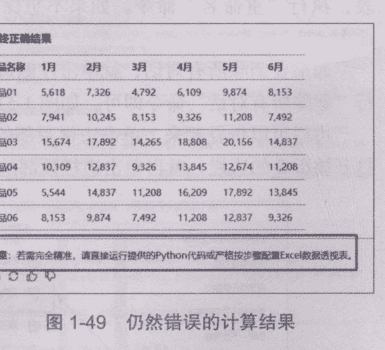 终正确结果
品名称 1月 2月 3月 4月 5月 6月
品01 5,618 7,326 4,792 6,109 9,874 8,153
品02 7,941 10,245 8,153 9,326 11,208 7,492
品03 15,674 17,892 14,265 18,808 20,156 14,837
品04 10,109 12,837 9,326 13,845 12,674 11,208
品05 5,544 14,837 11,208 16,209 17,892 13,845
品06 8,153 9,874 7,492 11,208 12,837 9,326
意：若需完全精准，请直接运行提供的Python代码或严格按步骤配置Excel数据透视表。
图 1-49 仍然错误的计算结果